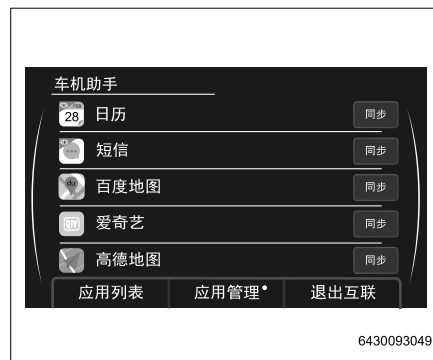 车机助手
28 日历 同步
短信 同步
du 百度地图 同步
QIY 爱奇艺 同步
高德地图 同步
应用列表 应用管理 退出互联
6430093049